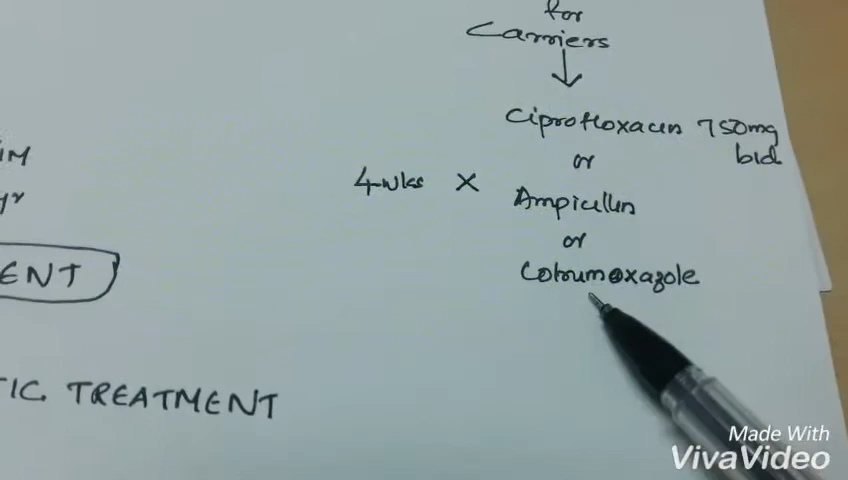 for
Carriers
Ciprofloxacin 750mg
bid
or
4wks X Ampicillin
or
Cotrimoxazole
ENT
TIC TREATMENT
Made With
VivaVideo